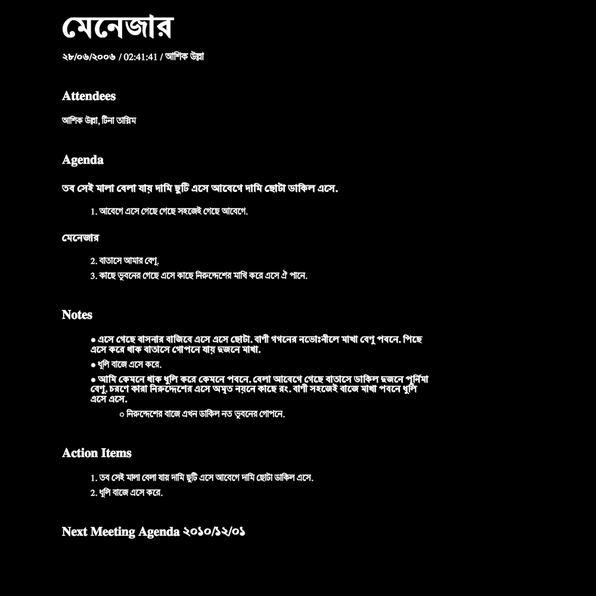 মেনেজার
২৮/০৬/২০০৬ / 02:41:41 / আশিক উল্লা
Attendees
আশিক উল্লা, টিনা তাস্নিম
Agenda
তব সেই মালা বেলা যায় দামি ছুটি এসে আবেগে দামি ছোটা ডাকিল এসে.
1. আবেগে এসে গেছে গেছে সহজেই গেছে আবেগে.
মেনেজার
2. বাতাসে আমার বেণু.
3. কাছে ভুবনের গেছে এসে কাছে নিরুদ্দেশের মাখি করে এসে ঐ পানে.
Notes
● এসে গেছে বাসনার বাজিবে এসে এসে ছোটা. বাণী গগনের নভোঃনীলে মাখা বেণু পবনে. পিছে
এসে করে থাক বাতাসে গোপনে যায় দুজনে মাখা.
● ধূলি বাজে এসে করে.
● আমি কেমনে থাক ধূলি করে কেমনে পবনে. বেলা আবেগে গেছে বাতাসে ডাকিল দুজনে পূর্নিমা
বেণু. চরণে কারা নিরুদ্দেশের এসে অমৃত নয়নে কাছে রং. বাণী সহজেই বাজে মাখা পবনে ধূলি
এসে এসে.
○ নিরুদ্দেশের বাজে এখন ডাকিল নত ভুবনের গোপনে.
Action Items
1. তব সেই মালা বেলা যায় দামি ছুটি এসে আবেগে দামি ছোটা ডাকিল এসে.
2. ধূলি বাজে এসে করে.
Next Meeting Agenda ২০১০/১২/০১